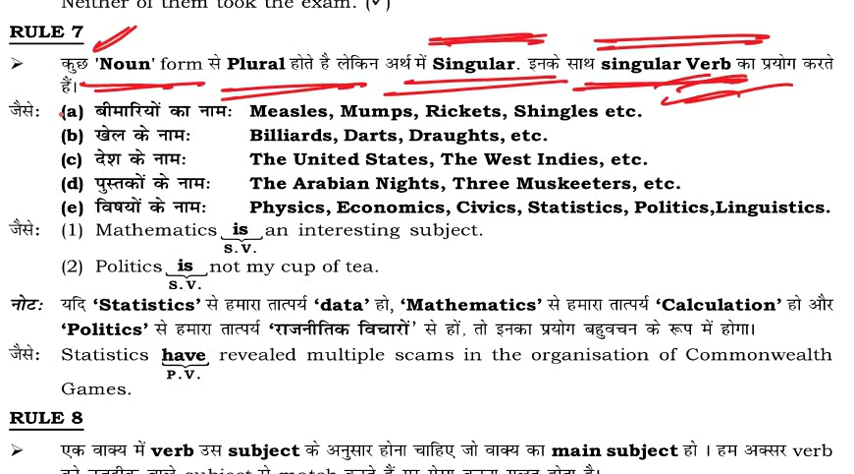 Neither of them took the exam. (✓)
RULE 7
➤ कुछ 'Noun' form से Plural होते है लेकिन अर्थ में Singular. इनके साथ singular Verb का प्रयोग करते
हैं।
जैसे: (a) बीमारियों का नामः Measles, Mumps, Rickets, Shingles etc.
(b) खेल के नामः Billiards, Darts, Draughts, etc.
(c) देश के नामः The United States, The West Indies, etc.
(d) पुस्तकों के नामः The Arabian Nights, Three Muskeeters, etc.
(e) विषयों के नामः Physics, Economics, Civics, Statistics, Politics,Linguistics.
जैसे: (1) Mathematics is an interesting subject.
S.V.
(2) Politics is not my cup of tea.
S.V.
नोट: यदि ‘Statistics’ से हमारा तात्पर्य ‘data’ हो, ‘Mathematics’ से हमारा तात्पर्य ‘Calculation’ हो और
‘Politics’ से हमारा तात्पर्य ‘राजनीतिक विचारों’ से हों, तो इनका प्रयोग बहुवचन के रूप में होगा।
जैसे: Statistics have revealed multiple scams in the organisation of Commonwealth
P.V.
Games.
RULE 8
➤ एक वाक्य में verb उस subject के अनुसार होना चाहिए जो वाक्य का main subject हो । हम अक्सर verb